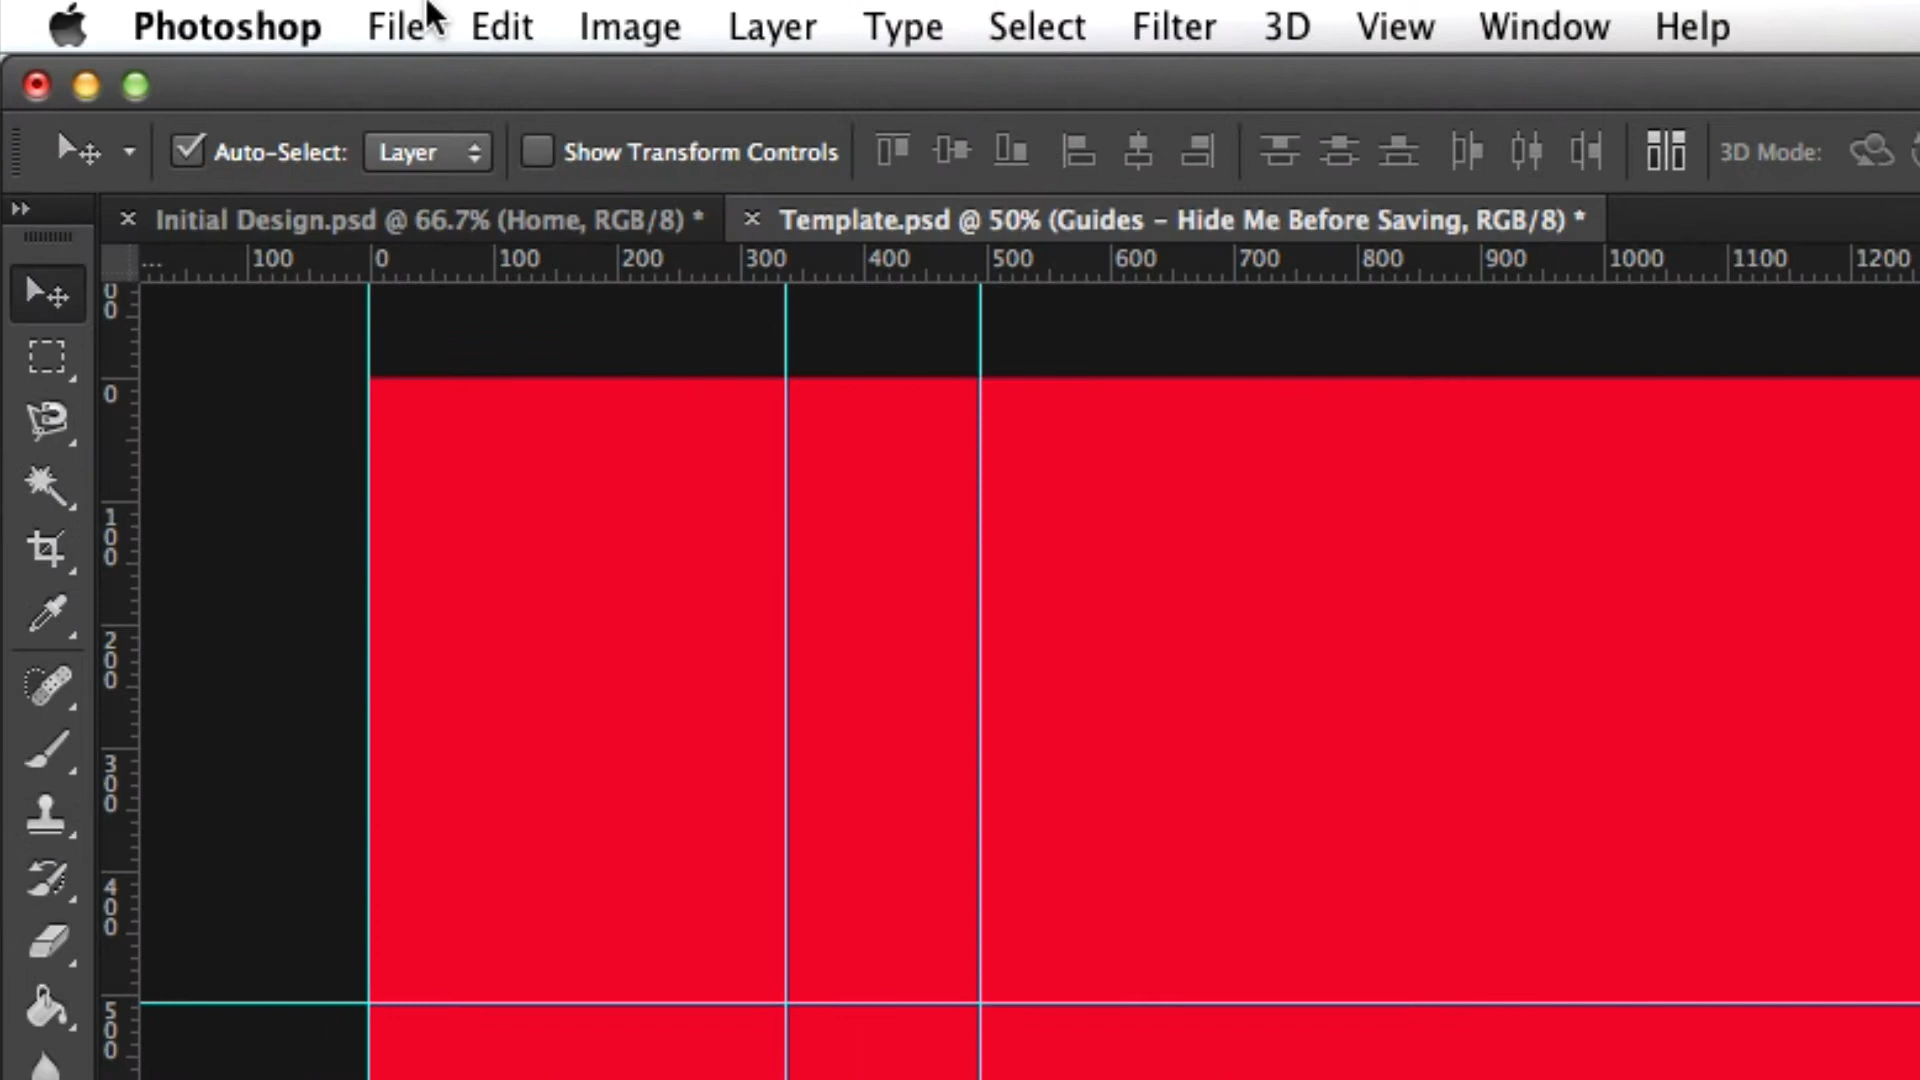 Photoshop File Edit Image Layer Type Select Filter 3D View Window Help
Auto-Select: Layer Show Transform Controls 3D Mode:
Initial Design.psd @ 66.7% (Home, RGB/8) * Template.psd @ 50% (Guides – Hide Me Before Saving, RGB/8) *
... 100 0 100 200 300 400 500 600 700 800 900 1000 1100 1200
0
0
0
100
200
300
400
500